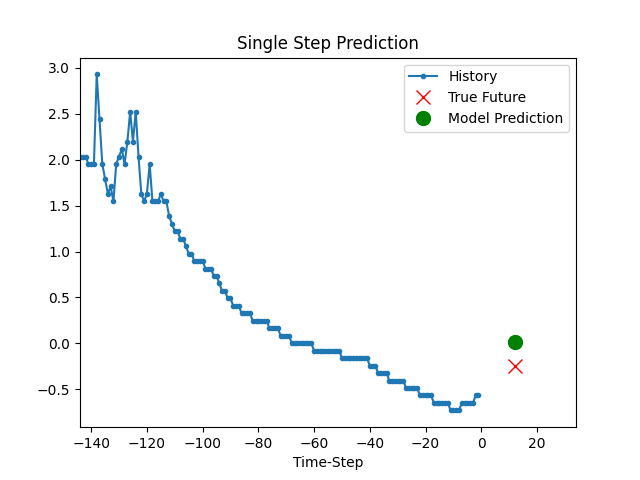 Single Step Prediction
History
True Future
Model Prediction
3.0
2.5
2.0
1.5
1.0
0.5
0.0
−0.5
−140 −120 −100 −80 −60 −40 −20 0 20
Time-Step